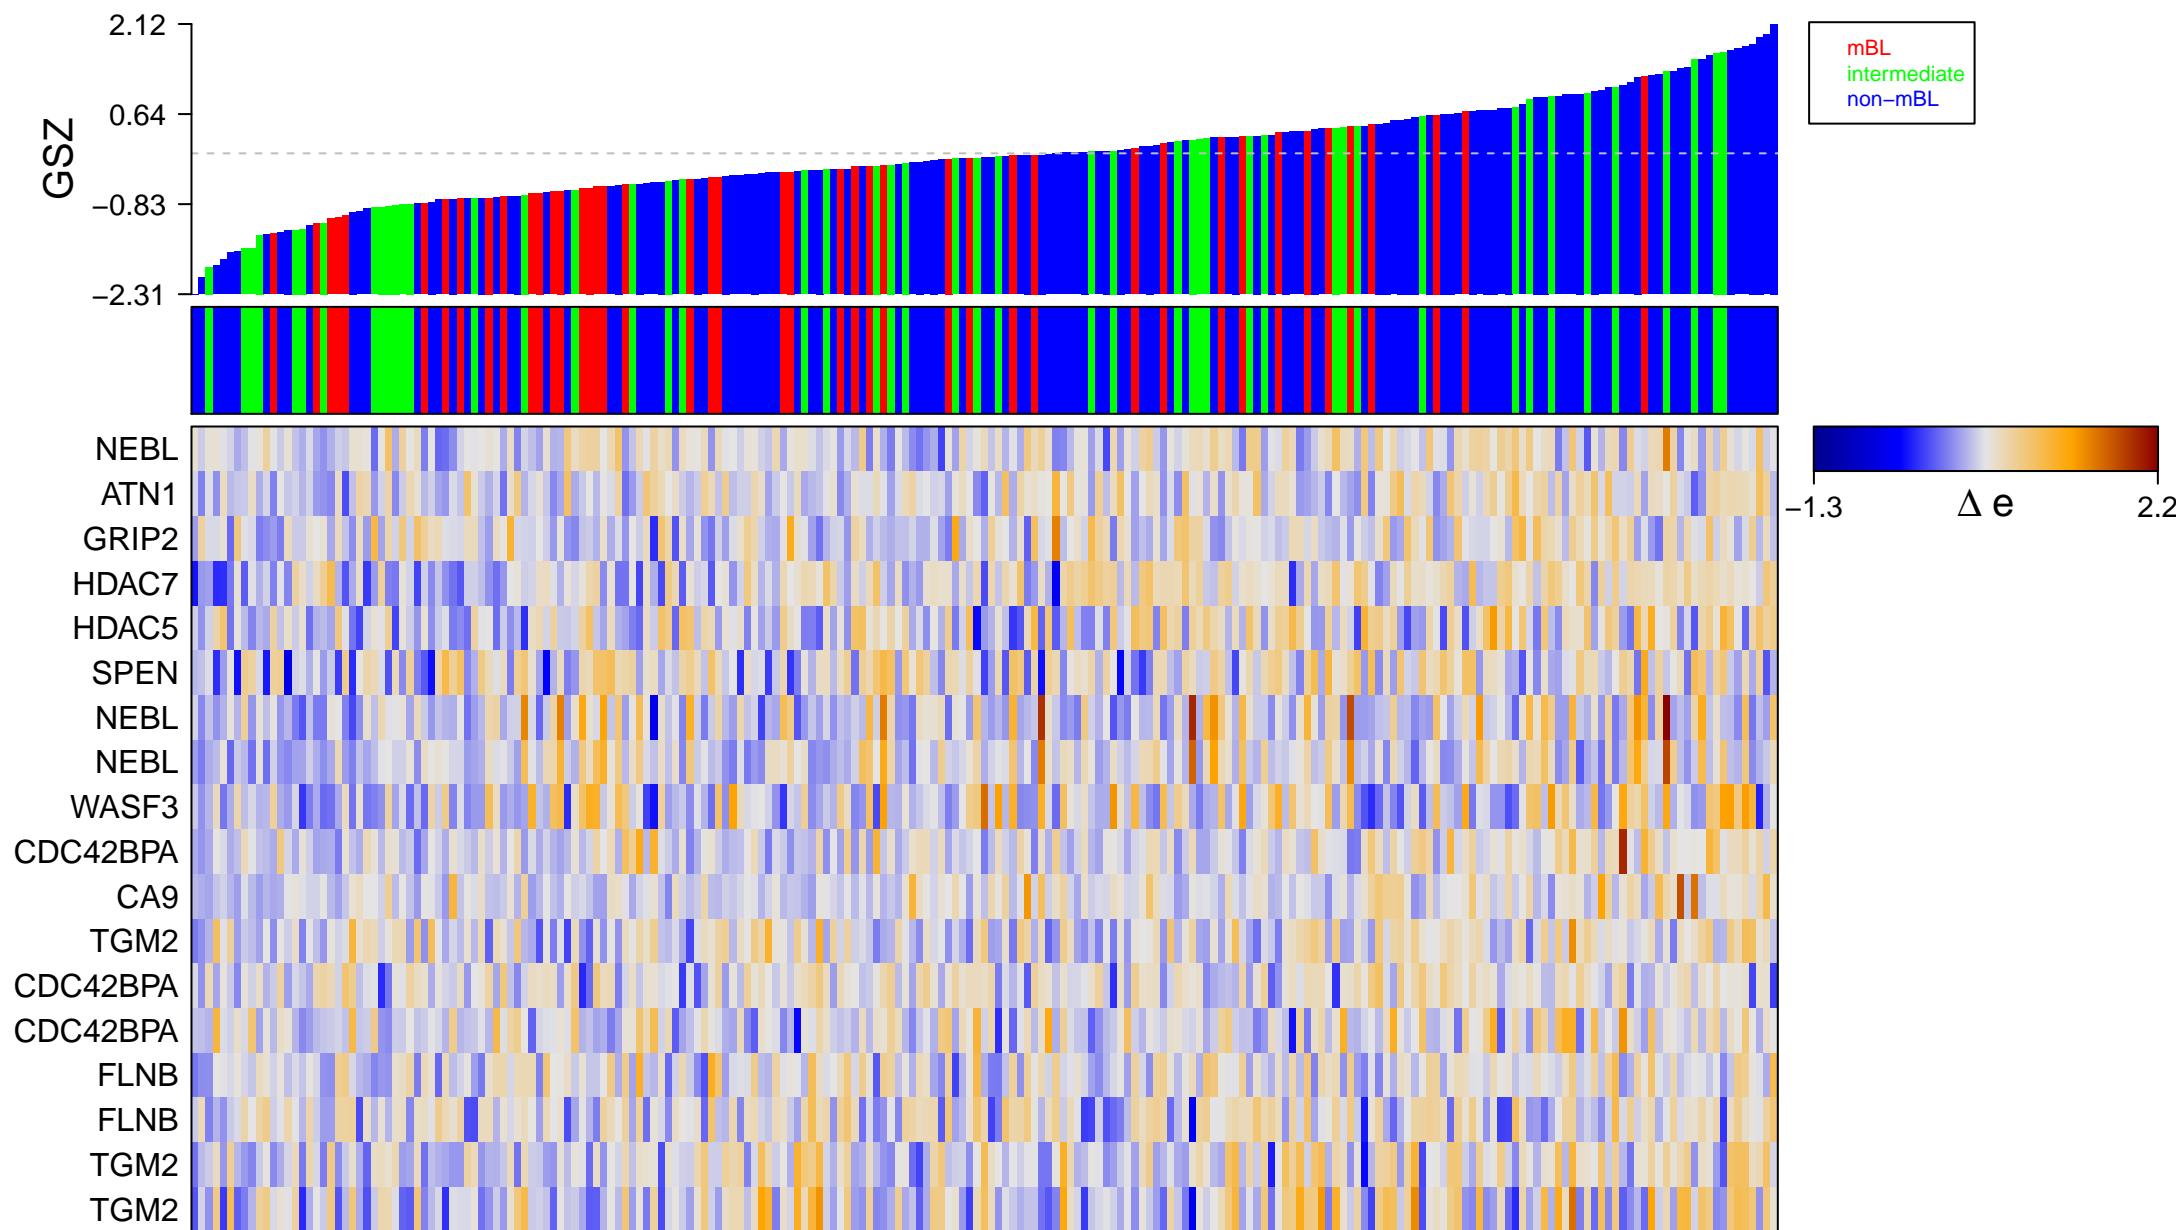 2.12
0.64
−0.83
−2.31
GSZ
mBL
intermediate
non−mBL
NEBL
ATN1
GRIP2
HDAC7
HDAC5
SPEN
NEBL
NEBL
WASF3
CDC42BPA
CA9
TGM2
CDC42BPA
CDC42BPA
FLNB
FLNB
TGM2
TGM2
−1.3
Δ e
2.2